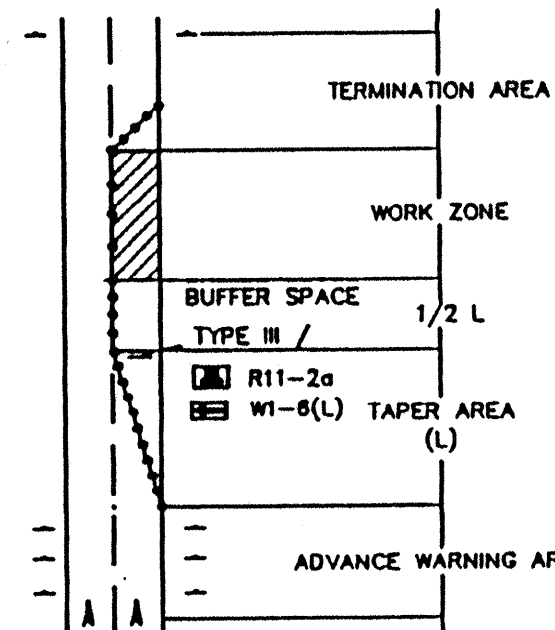 TERMINATION AREA
WORK ZONE
BUFFER SPACE
1/2 L
TYPE III
R11-2a
W1-6(L)
TAPER AREA
(L)
ADVANCE WARNING AR